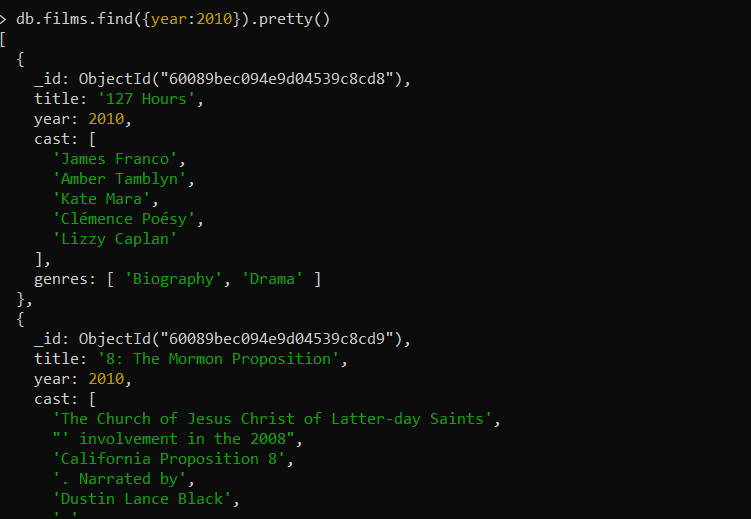 > db.films.find({year:2010}).pretty()
[
  {
    _id: ObjectId("60089bec094e9d04539c8cd8"),
    title: '127 Hours',
    year: 2010,
    cast: [
      'James Franco',
      'Amber Tamblyn',
      'Kate Mara',
      'Clémence Poésy',
      'Lizzy Caplan'
    ],
    genres: [ 'Biography', 'Drama' ]
  },
  {
    _id: ObjectId("60089bec094e9d04539c8cd9"),
    title: '8: The Mormon Proposition',
    year: 2010,
    cast: [
      'The Church of Jesus Christ of Latter-day Saints',
      "' involvement in the 2008",
      'California Proposition 8',
      '. Narrated by',
      'Dustin Lance Black',